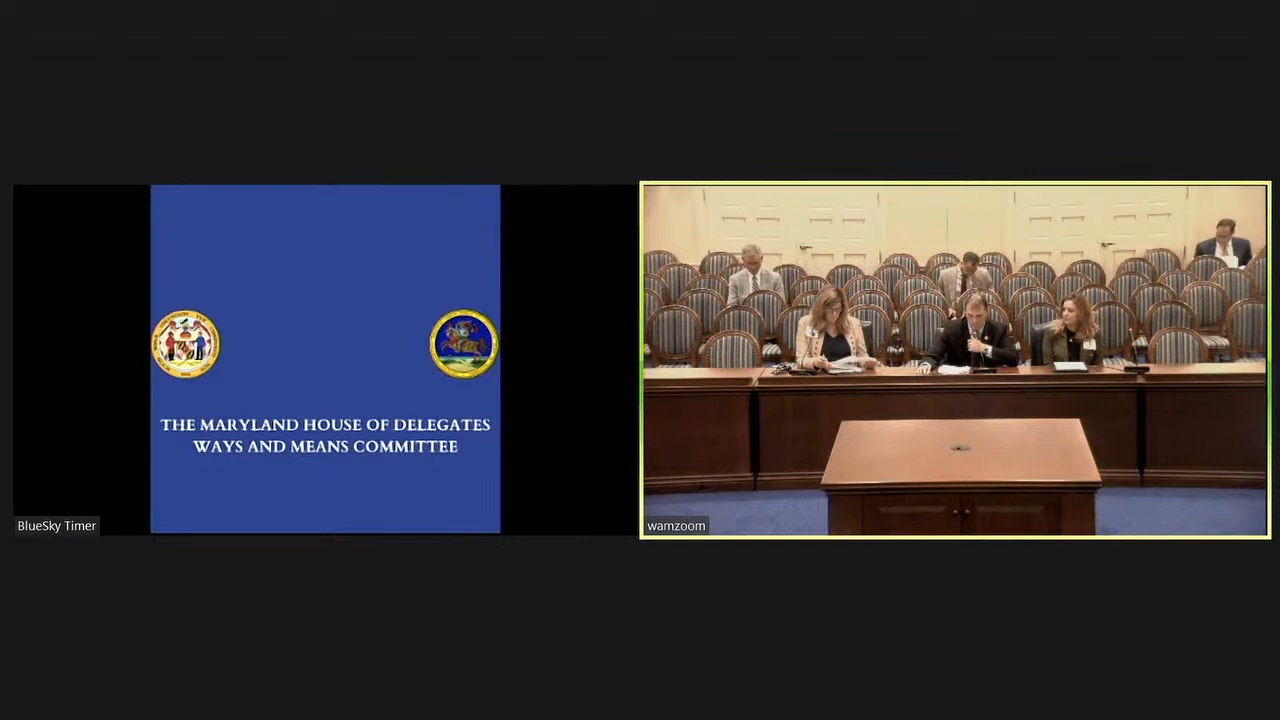 THE MARYLAND HOUSE OF DELEGATES
WAYS AND MEANS COMMITTEE
BlueSky Timer
wamzoom